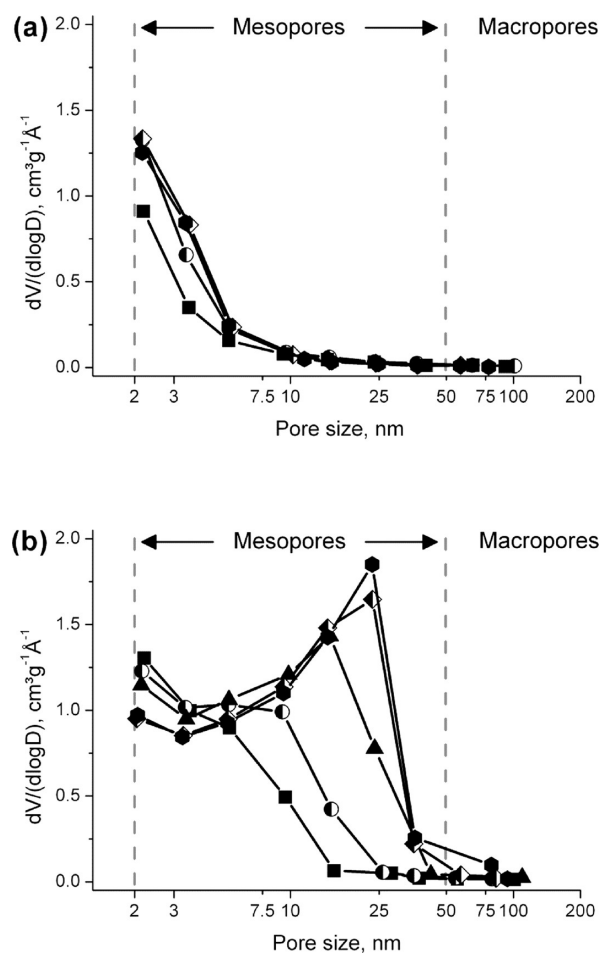 (a)
2.0
Mesopores
Macropores
1.5
1.0
0.5
0.0
dV/(dlogD), cm³g⁻¹Å⁻¹
2 3 7.5 10 25 50 75 100 200
Pore size, nm
(b)
2.0
Mesopores
Macropores
1.5
1.0
0.5
0.0
dV/(dlogD), cm³g⁻¹Å⁻¹
2 3 7.5 10 25 50 75 100 200
Pore size, nm